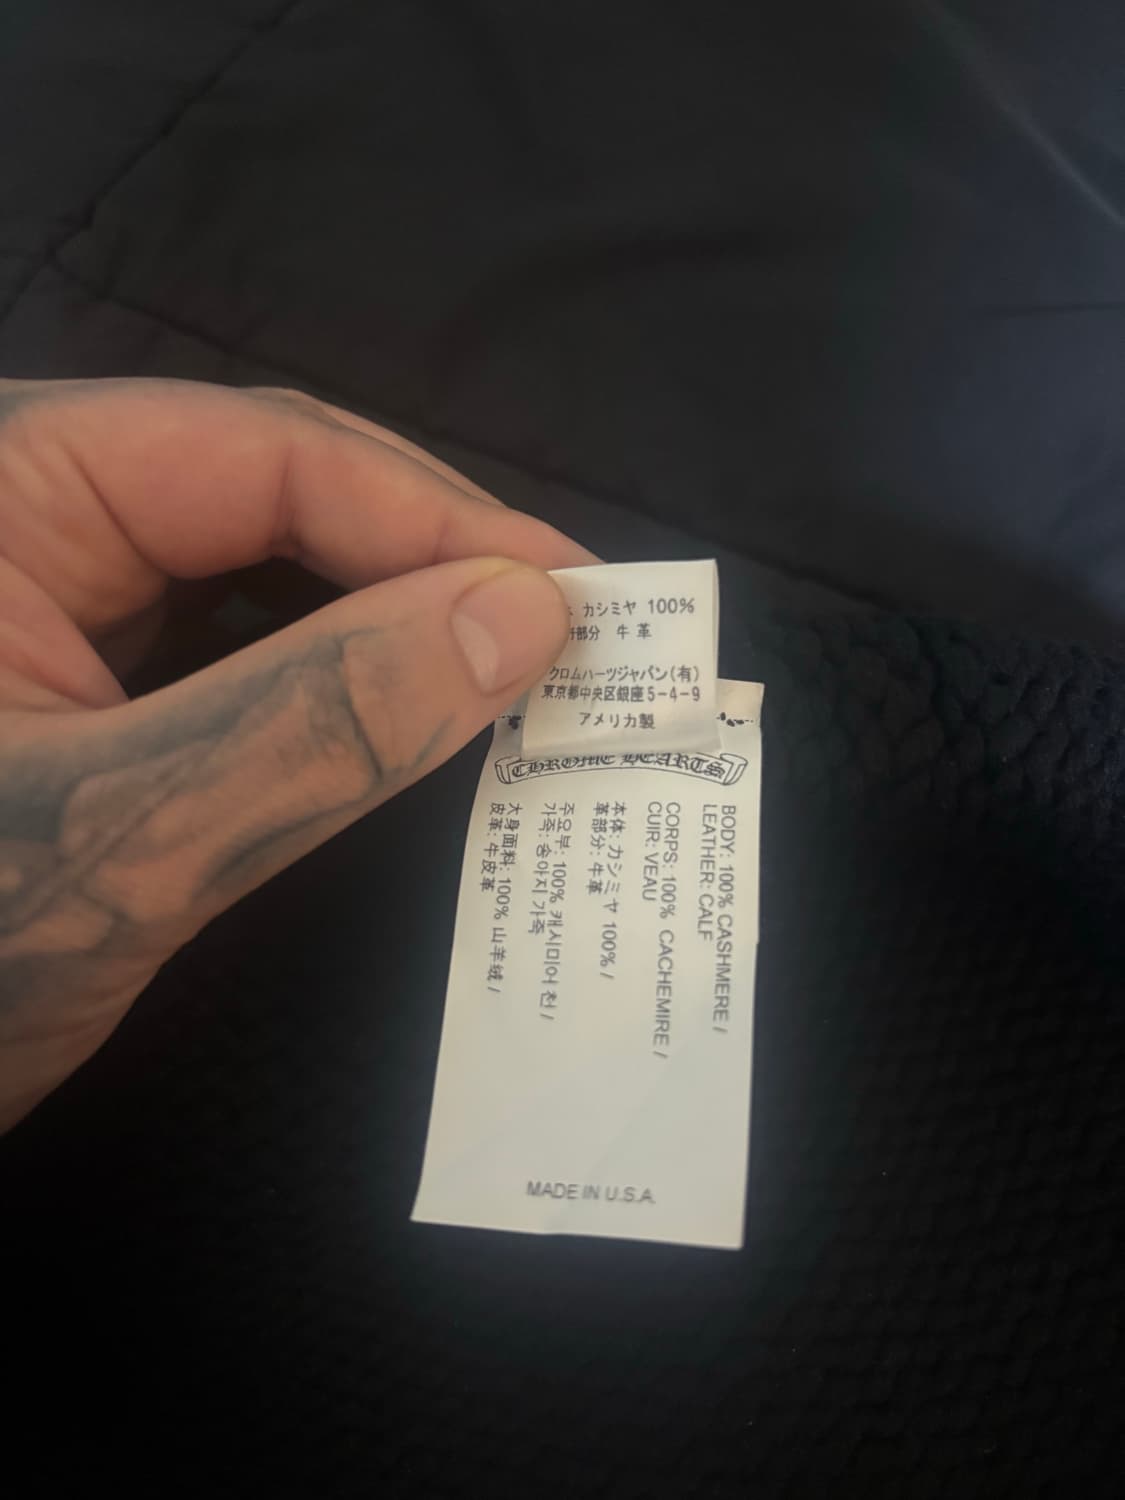 カシミヤ 100%
部分 牛革
クロムハーツジャパン(有)
東京都中央区銀座5-4-9
アメリカ製
CHROME HEARTS
BODY: 100% CASHMERE /
LEATHER: CALF
CORPS: 100% CACHEMIRE /
CUIR: VEAU
本体: カシミヤ 100% /
革部分: 牛革
주요부: 100% 캐시미어 천 /
가죽: 송아지 가죽
大身面料: 100% 山羊绒 /
皮革: 牛皮革
MADE IN U.S.A.